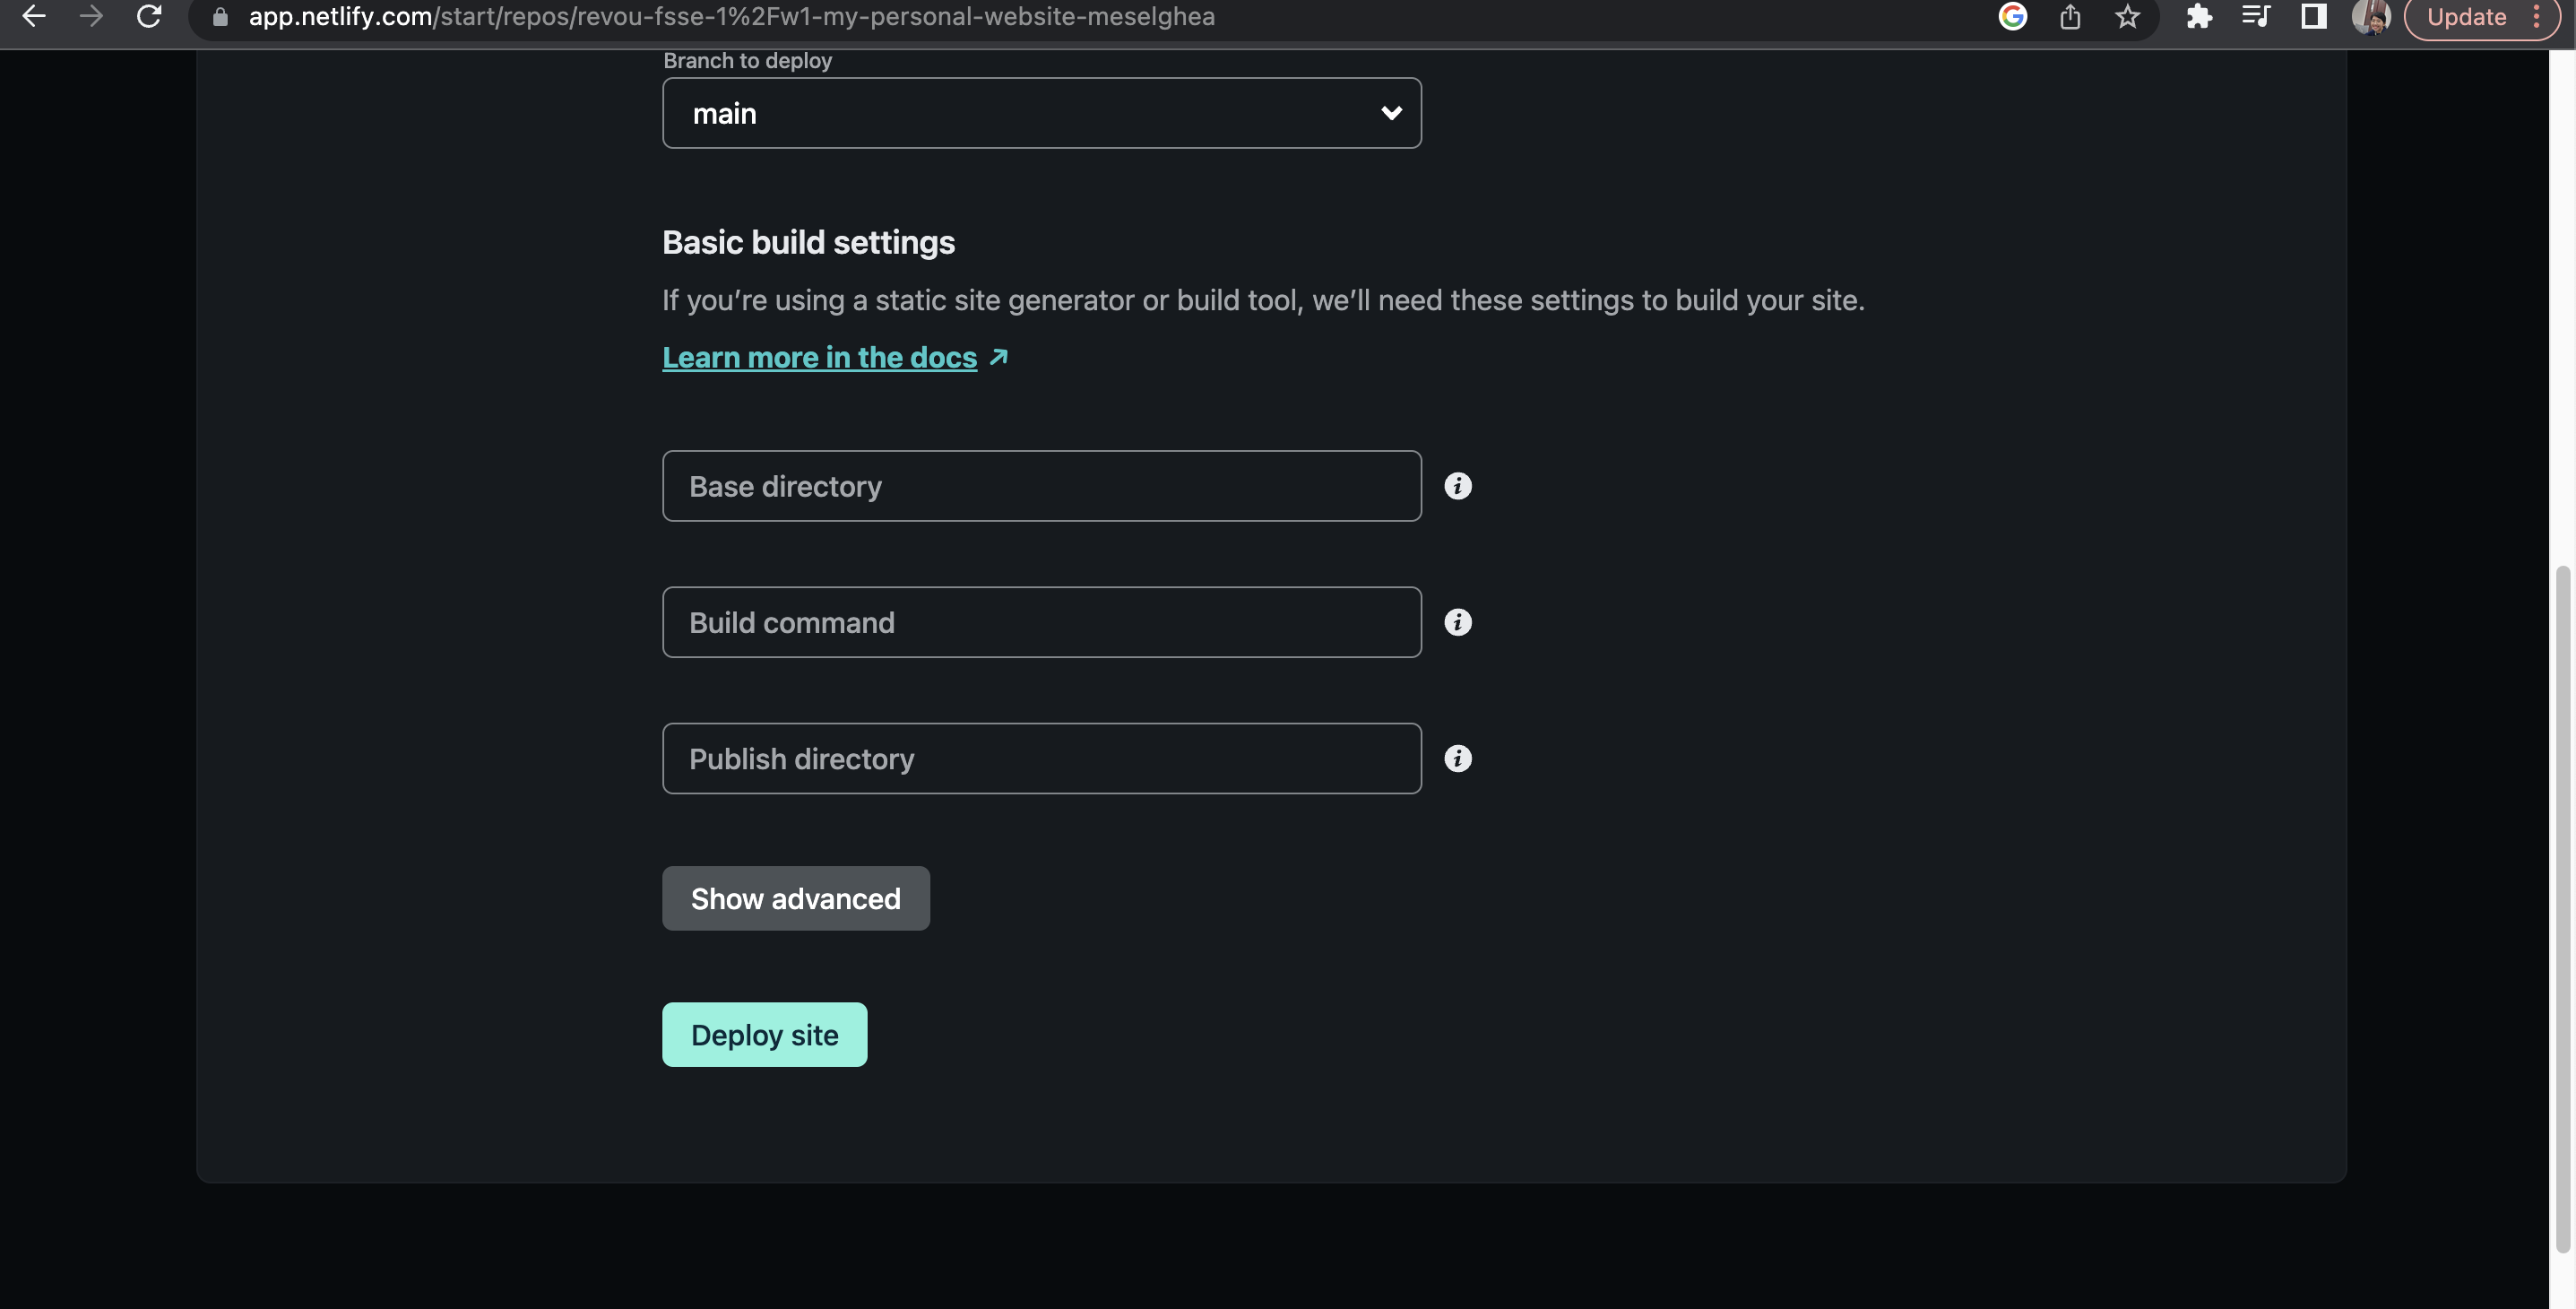 app.netlify.com/start/repos/revou-fsse-1%2Fw1-my-personal-website-meselghea
Update
Branch to deploy
main
Basic build settings
If you’re using a static site generator or build tool, we’ll need these settings to build your site.
Learn more in the docs ↗
Base directory
i
Build command
i
Publish directory
i
Show advanced
Deploy site